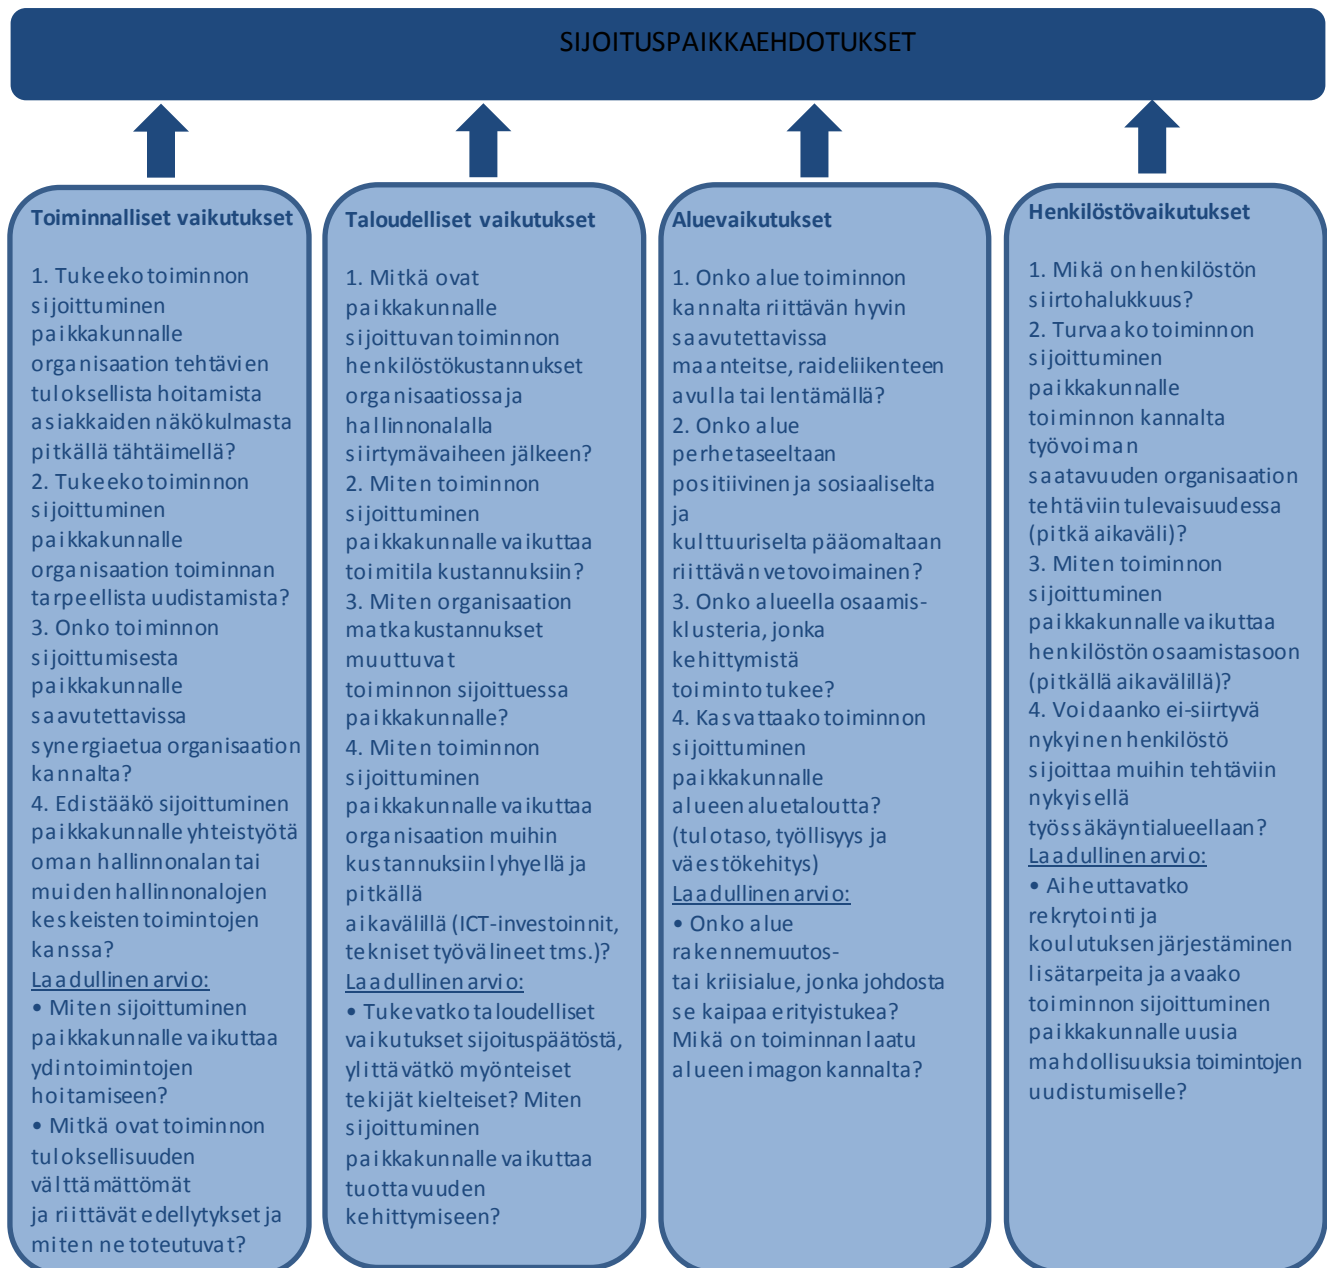 SIJOITUSPAIKKAEHDOTUKSET
Toiminnalliset vaikutukset
1. Tukeeko toiminnon
sijoittuminen
paikkakunnalle
organisaation tehtävien
tuloksellista hoitamista
asiakkaiden näkökulmasta
pitkällä tähtäimellä?
2. Tukeeko toiminnon
sijoittuminen
paikkakunnalle
organisaation toiminnan
tarpeellista uudistamista?
3. Onko toiminnon
sijoittumisesta
paikkakunnalle
saavutettavissa
synergiaetua organisaation
kannalta?
4. Edistääkö sijoittuminen
paikkakunnalle yhteistyötä
oman hallinnonalan tai
muiden hallinnonalojen
keskeisten toimintojen
kanssa?
Laadullinen arvio:
• Miten sijoittuminen
paikkakunnalle vaikuttaa
ydintoimintojen
hoitamiseen?
• Mitkä ovat toiminnon
tuloksellisuuden
välttämättömät
ja riittävät edellytykset ja
miten ne toteutuvat?
Taloudelliset vaikutukset
1. Mitkä ovat
paikkakunnalle
sijoittuvan toiminnon
henkilöstökustannukset
organisaatiossa ja
hallinnonalalla
siirtymävaiheen jälkeen?
2. Miten toiminnon
sijoittuminen
paikkakunnalle vaikuttaa
toimitila kustannuksiin?
3. Miten organisaation
matkakustannukset
muuttuvat
toiminnon sijoittuessa
paikkakunnalle?
4. Miten toiminnon
sijoittuminen
paikkakunnalle vaikuttaa
organisaation muihin
kustannuksiin lyhyellä ja
pitkällä
aikavälillä (ICT-investoinnit,
tekniset työvälineet tms.)?
Laadullinen arvio:
• Tukevatko taloudelliset
vaikutukset sijoituspäätöstä,
ylittävätkö myönteiset
tekijät kielteiset? Miten
sijoittuminen
paikkakunnalle vaikuttaa
tuottavuuden
kehittymiseen?
Aluevaikutukset
1. Onko alue toiminnon
kannalta riittävän hyvin
saavutettavissa
maanteitse, raideliikenteen
avulla tai lentämällä?
2. Onko alue
perhetaseeltaan
positiivinen ja sosiaaliselta
ja
kulttuuriselta pääomaltaan
riittävän vetovoimainen?
3. Onko alueella osaamis-
klusteria, jonka
kehittymistä
toiminto tukee?
4. Kasvattaako toiminnon
sijoittuminen
paikkakunnalle
alueen aluetaloutta?
(tulotaso, työllisyys ja
väestökehitys)
Laadullinen arvio:
• Onko alue
rakennemuutos-
tai kriisialue, jonka johdosta
se kaipaa erityistukea?
Mikä on toiminnan laatu
alueen imagon kannalta?
Henkilöstövaikutukset
1. Mikä on henkilöstön
siirtohalukkuus?
2. Turvaako toiminnon
sijoittuminen
paikkakunnalle
toiminnon kannalta
työvoiman
saatavuuden organisaation
tehtäviin tulevaisuudessa
(pitkä aikaväli)?
3. Miten toiminnon
sijoittuminen
paikkakunnalle vaikuttaa
henkilöstön osaamistasoon
(pitkällä aikavälillä)?
4. Voidaanko ei-siirtyvä
nykyinen henkilöstö
sijoittaa muihin tehtäviin
nykyisellä
työssäkäyntialueellaan?
Laadullinen arvio:
• Aiheuttavatko
rekrytointi ja
koulutuksen järjestäminen
lisätarpeita ja avaako
toiminnon sijoittuminen
paikkakunnalle uusia
mahdollisuuksia toimintojen
uudistumiselle?